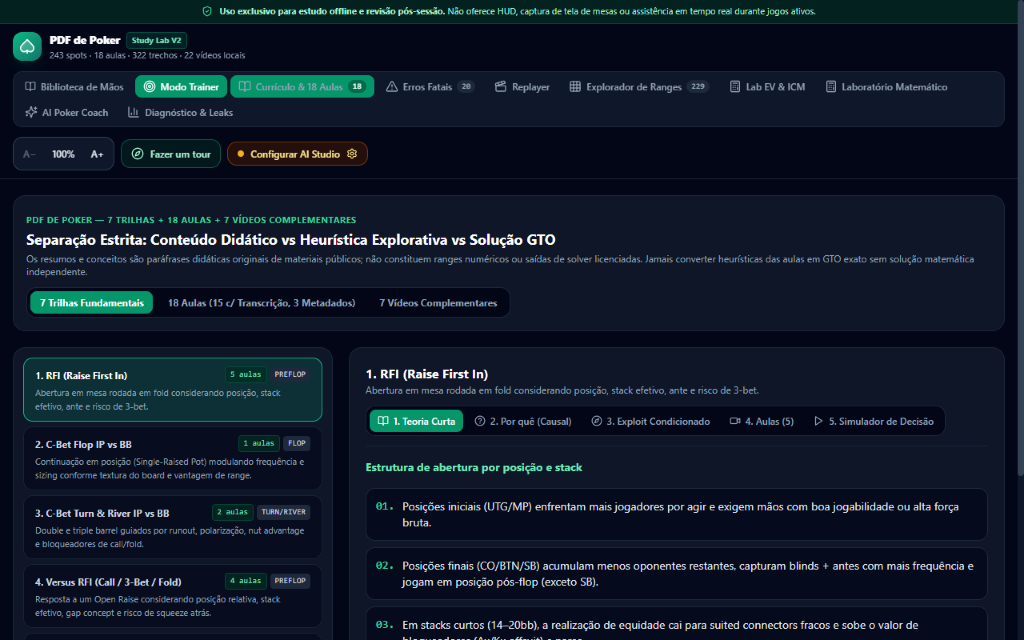 Uso exclusivo para estudo offline e revisão pós-sessão. Não oferece HUD, captura de tela de mesas ou assistência em tempo real durante jogos ativos.
PDF de Poker Study Lab V2
243 spots · 18 aulas · 322 trechos · 22 vídeos locais
Biblioteca de Mãos Modo Trainer Currículo & 18 Aulas 18 Erros Fatais 20 Replayer Explorador de Ranges 229 Lab EV & ICM Laboratório Matemático
AI Poker Coach Diagnóstico & Leaks
A− 100% A+ Fazer um tour Configurar AI Studio
PDF DE POKER — 7 TRILHAS + 18 AULAS + 7 VÍDEOS COMPLEMENTARES
Separação Estrita: Conteúdo Didático vs Heurística Explorativa vs Solução GTO
Os resumos e conceitos são paráfrases didáticas originais de materiais públicos; não constituem ranges numéricos ou saídas de solver licenciadas. Jamais converter heurísticas das aulas em GTO exato sem solução matemática
independente.
7 Trilhas Fundamentais 18 Aulas (15 c/ Transcrição, 3 Metadados) 7 Vídeos Complementares
1. RFI (Raise First In) 5 aulas PREFLOP
Abertura em mesa rodada em fold considerando posição, stack
efetivo, ante e risco de 3-bet.
2. C-Bet Flop IP vs BB 1 aulas FLOP
Continuação em posição (Single-Raised Pot) modulando frequência e
sizing conforme textura do board e vantagem de range.
3. C-Bet Turn & River IP vs BB 2 aulas TURN/RIVER
Double e triple barrel guiados por runout, polarização, nut advantage
e bloqueadores de call/fold.
4. Versus RFI (Call / 3-Bet / Fold) 4 aulas PREFLOP
Resposta a um Open Raise considerando posição relativa, stack
efetivo, gap concept e risco de squeeze atrás.
1. RFI (Raise First In)
Abertura em mesa rodada em fold considerando posição, stack efetivo, ante e risco de 3-bet.
1. Teoria Curta 2. Por quê (Causal) 3. Exploit Condicionado 4. Aulas (5) 5. Simulador de Decisão
Estrutura de abertura por posição e stack
01. Posições iniciais (UTG/MP) enfrentam mais jogadores por agir e exigem mãos com boa jogabilidade ou alta força
bruta.
02. Posições finais (CO/BTN/SB) acumulam menos oponentes restantes, capturam blinds + antes com mais frequência e
jogam em posição pós-flop (exceto SB).
03. Em stacks curtos (14–20bb), a realização de equidade cai para suited connectors fracos e sobe o valor de